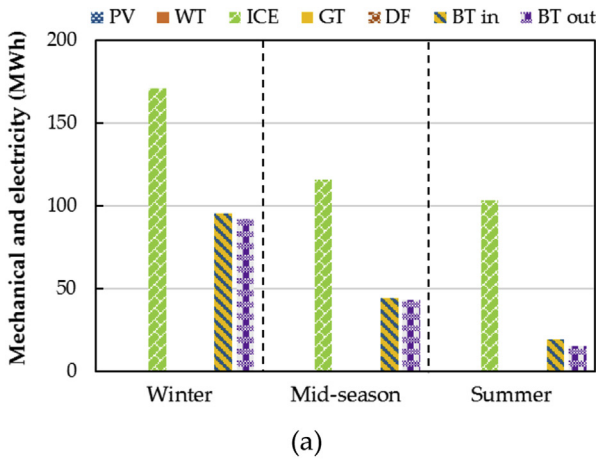 PV WT ICE GT DF BT in BT out
Mechanical and electricity (MWh)
200
150
100
50
0
Winter Mid-season Summer
(a)